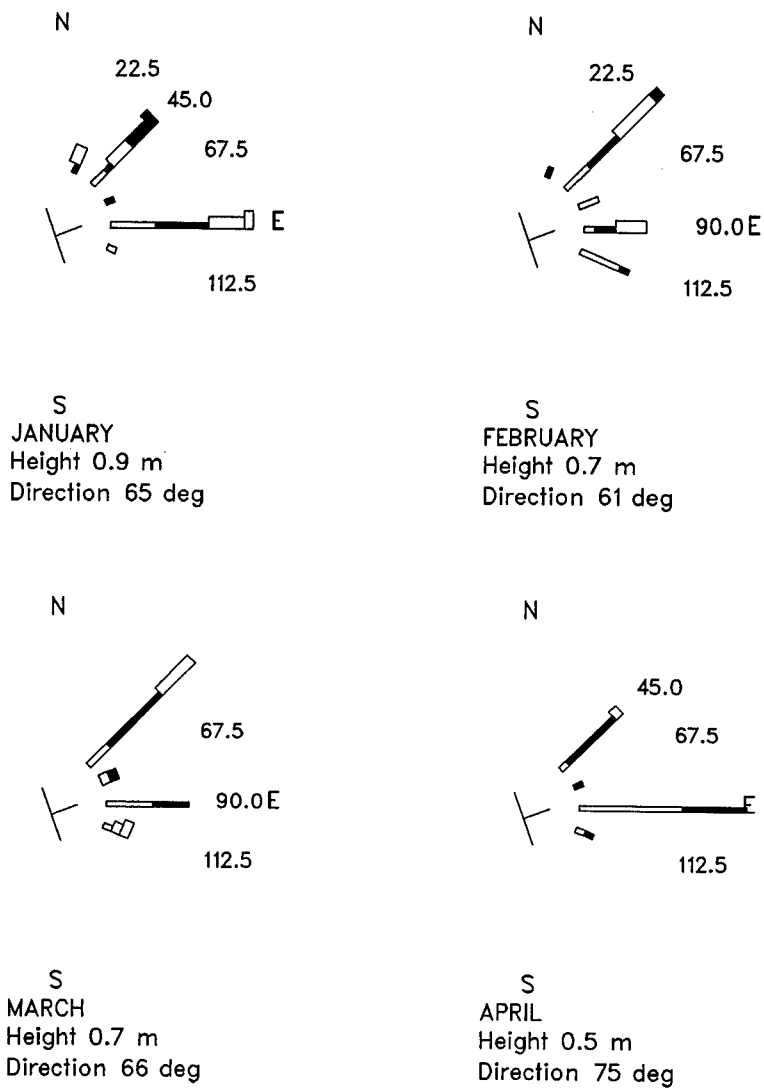 N
22.5
45.0
67.5
E
112.5
S
JANUARY
Height 0.9 m
Direction 65 deg
N
22.5
67.5
90.0 E
112.5
S
FEBRUARY
Height 0.7 m
Direction 61 deg
N
67.5
90.0 E
112.5
S
MARCH
Height 0.7 m
Direction 66 deg
N
45.0
67.5
E
112.5
S
APRIL
Height 0.5 m
Direction 75 deg